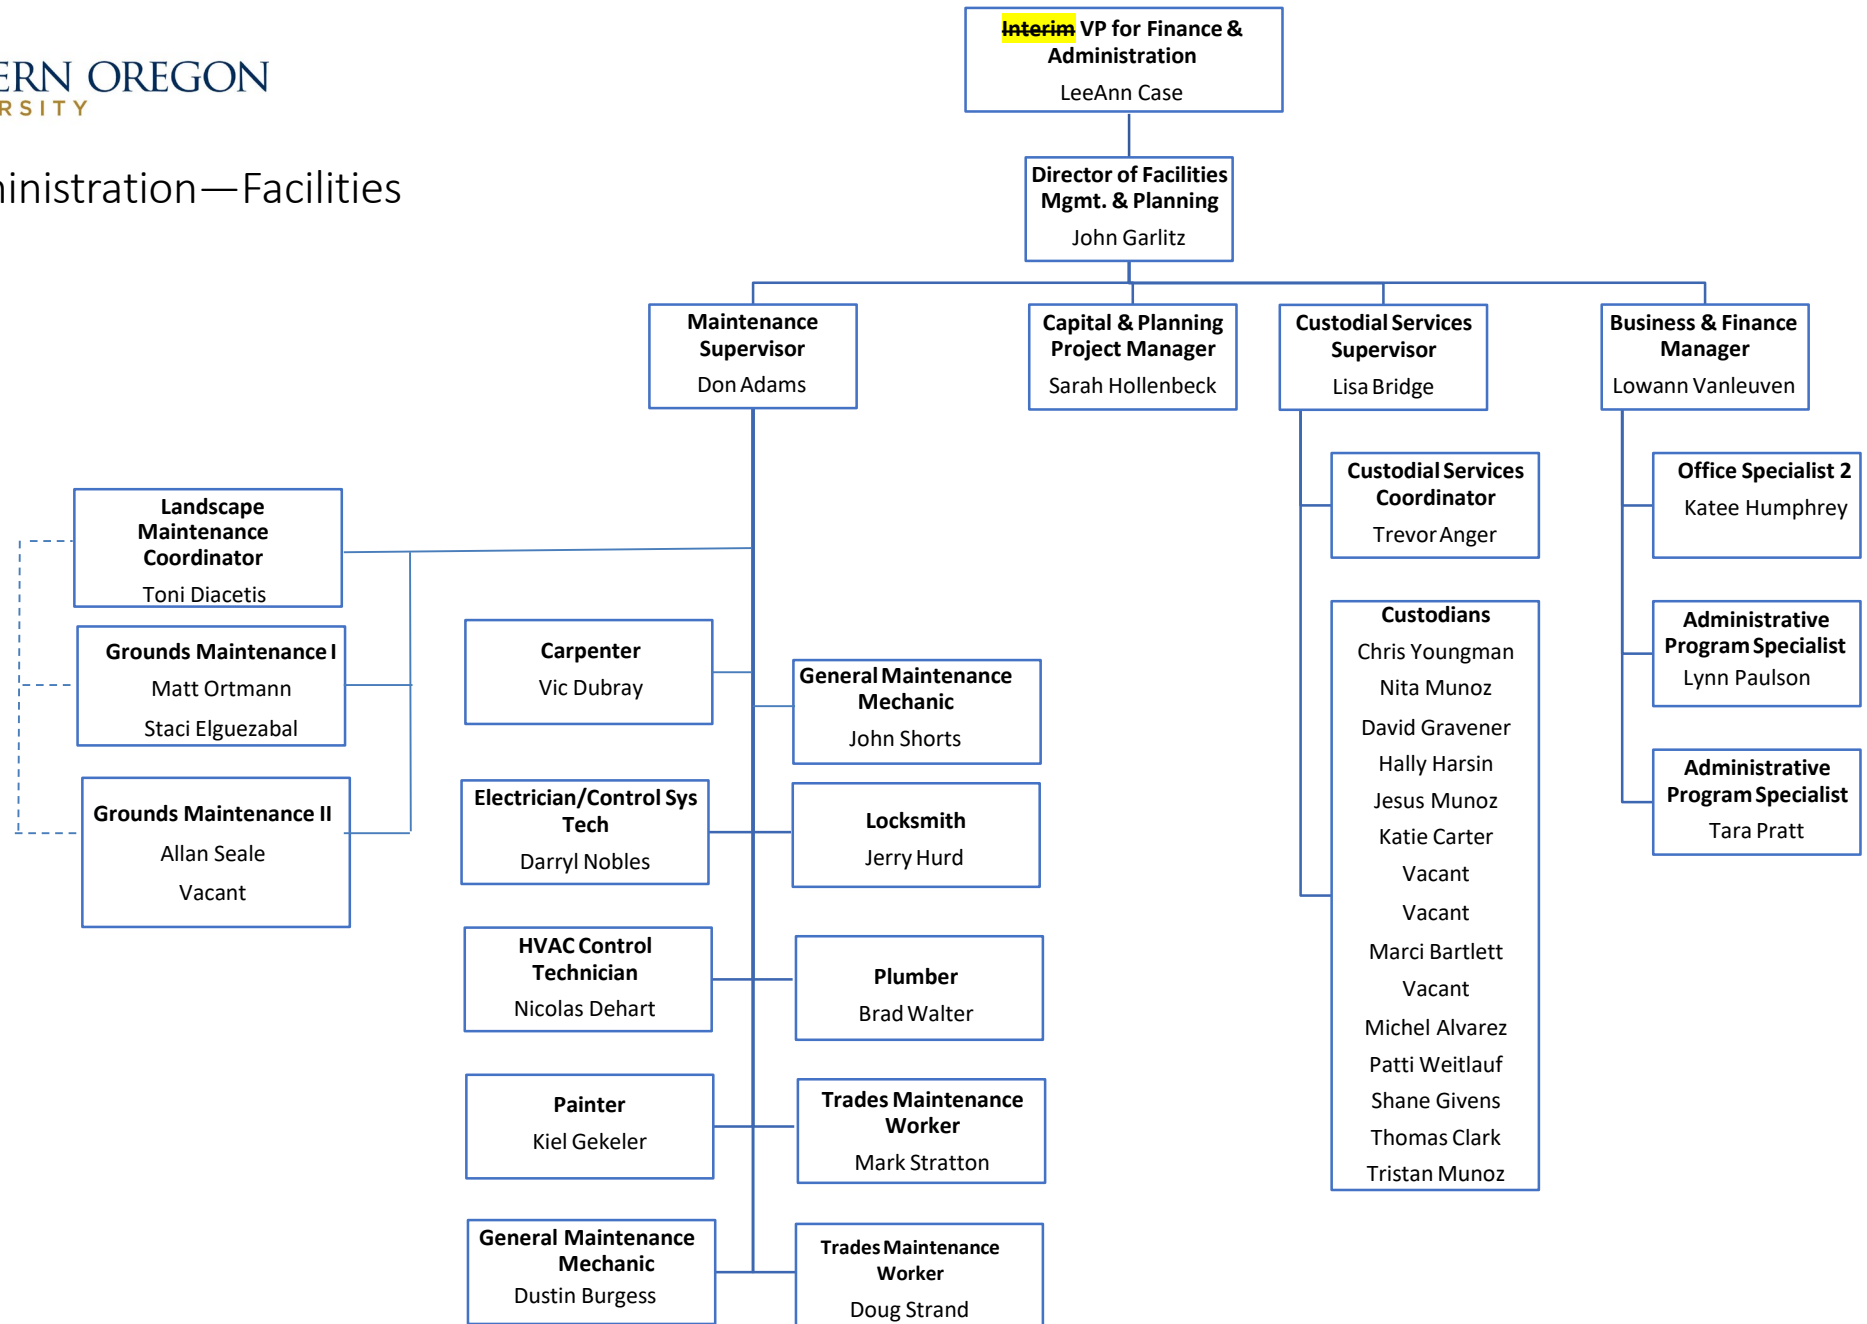 Interim VP for Finance &
Administration
LeeAnn Case
ERN OREGON
RSITY
ministration—Facilities
Director of Facilities
Mgmt. & Planning
John Garlitz
Maintenance
Supervisor
Don Adams
Capital & Planning
Project Manager
Sarah Hollenbeck
Custodial Services
Supervisor
Lisa Bridge
Business & Finance
Manager
Lowann Vanleuven
Landscape
Maintenance
Coordinator
Toni Diacetis
Grounds Maintenance I
Matt Ortmann
Staci Elguezabal
Grounds Maintenance II
Allan Seale
Vacant
Carpenter
Vic Dubray
General Maintenance
Mechanic
John Shorts
Electrician/Control Sys
Tech
Darryl Nobles
Locksmith
Jerry Hurd
HVAC Control
Technician
Nicolas Dehart
Plumber
Brad Walter
Painter
Kiel Gekeler
Trades Maintenance
Worker
Mark Stratton
General Maintenance
Mechanic
Dustin Burgess
Trades Maintenance
Worker
Doug Strand
Custodial Services
Coordinator
Trevor Anger
Custodians
Chris Youngman
Nita Munoz
David Gravener
Hally Harsin
Jesus Munoz
Katie Carter
Vacant
Vacant
Marci Bartlett
Vacant
Michel Alvarez
Patti Weitlauf
Shane Givens
Thomas Clark
Tristan Munoz
Office Specialist 2
Katee Humphrey
Administrative
Program Specialist
Lynn Paulson
Administrative
Program Specialist
Tara Pratt